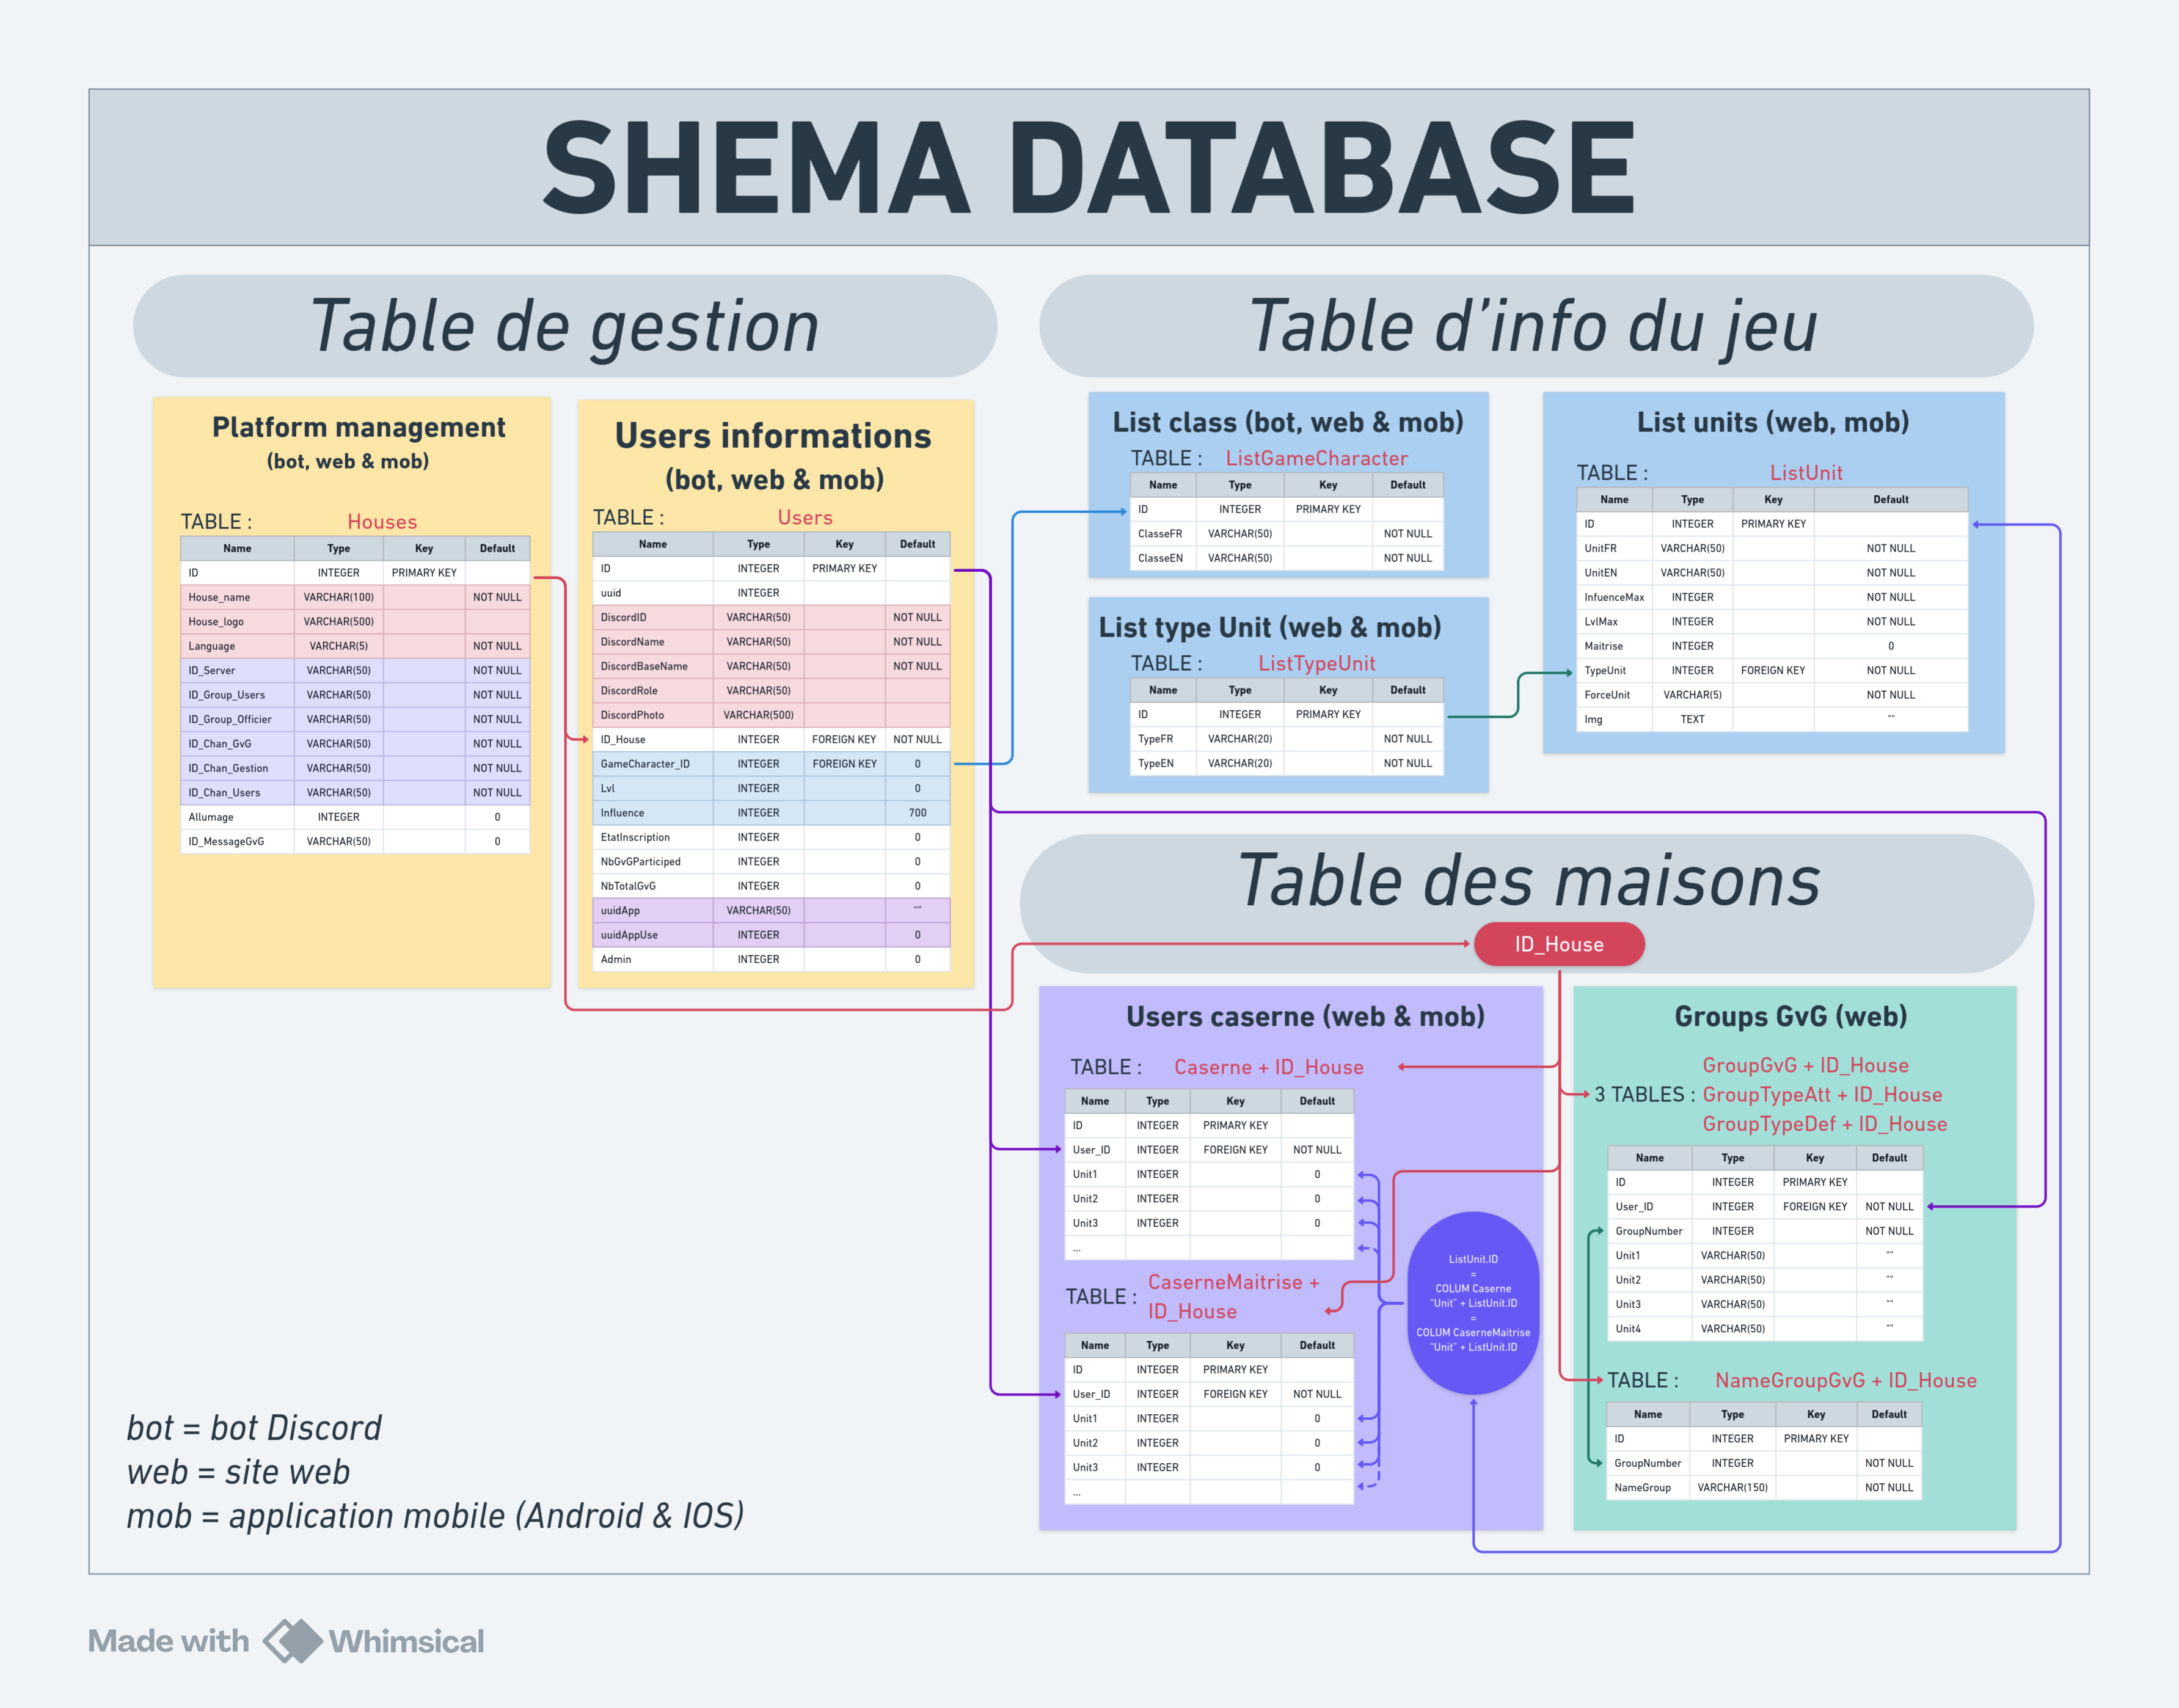 SHEMA DATABASE
Table de gestion
Platform management
(bot, web & mob)
TABLE : Houses
Name Type Key Default
ID INTEGER PRIMARY KEY
House_name VARCHAR(100) NOT NULL
House_logo VARCHAR(500)
Language VARCHAR(5) NOT NULL
ID_Server VARCHAR(50) NOT NULL
ID_Group_Users VARCHAR(50) NOT NULL
ID_Group_Officier VARCHAR(50) NOT NULL
ID_Chan_GvG VARCHAR(50) NOT NULL
ID_Chan_Gestion VARCHAR(50) NOT NULL
ID_Chan_Users VARCHAR(50) NOT NULL
Allumage INTEGER 0
ID_MessageGvG VARCHAR(50) 0
Users informations
(bot, web & mob)
TABLE : Users
Name Type Key Default
ID INTEGER PRIMARY KEY
uuid INTEGER
DiscordID VARCHAR(50) NOT NULL
DiscordName VARCHAR(50) NOT NULL
DiscordBaseName VARCHAR(50) NOT NULL
DiscordRole VARCHAR(50)
DiscordPhoto VARCHAR(500)
ID_House INTEGER FOREIGN KEY NOT NULL
GameCharacter_ID INTEGER FOREIGN KEY 0
Lvl INTEGER 0
Influence INTEGER 700
EtatInscription INTEGER 0
NbGvGParticiped INTEGER 0
NbTotalGvG INTEGER 0
uuidApp VARCHAR(50) ""
uuidAppUse INTEGER 0
Admin INTEGER 0
Table d'info du jeu
List class (bot, web & mob)
TABLE : ListGameCharacter
Name Type Key Default
ID INTEGER PRIMARY KEY
ClasseFR VARCHAR(50) NOT NULL
ClasseEN VARCHAR(50) NOT NULL
List type Unit (web & mob)
TABLE : ListTypeUnit
Name Type Key Default
ID INTEGER PRIMARY KEY
TypeFR VARCHAR(20) NOT NULL
TypeEN VARCHAR(20) NOT NULL
List units (web, mob)
TABLE : ListUnit
Name Type Key Default
ID INTEGER PRIMARY KEY
UnitFR VARCHAR(50) NOT NULL
UnitEN VARCHAR(50) NOT NULL
InfuenceMax INTEGER NOT NULL
LvlMax INTEGER NOT NULL
Maitrise INTEGER 0
TypeUnit INTEGER FOREIGN KEY NOT NULL
ForceUnit VARCHAR(5) NOT NULL
Img TEXT ""
Table des maisons
ID_House
Users caserne (web & mob)
TABLE : Caserne + ID_House
Name Type Key Default
ID INTEGER PRIMARY KEY
User_ID INTEGER FOREIGN KEY NOT NULL
Unit1 INTEGER 0
Unit2 INTEGER 0
Unit3 INTEGER 0
...
TABLE : CaserneMaitrise +
ID_House
Name Type Key Default
ID INTEGER PRIMARY KEY
User_ID INTEGER FOREIGN KEY NOT NULL
Unit1 INTEGER 0
Unit2 INTEGER 0
Unit3 INTEGER 0
...
ListUnit.ID
=
COLUM Caserne
"Unit" + ListUnit.ID
=
COLUM CaserneMaitrise
"Unit" + ListUnit.ID
Groups GvG (web)
3 TABLES :
GroupGvG + ID_House
GroupTypeAtt + ID_House
GroupTypeDef + ID_House
Name Type Key Default
ID INTEGER PRIMARY KEY
User_ID INTEGER FOREIGN KEY NOT NULL
GroupNumber INTEGER NOT NULL
Unit1 VARCHAR(50) ""
Unit2 VARCHAR(50) ""
Unit3 VARCHAR(50) ""
Unit4 VARCHAR(50) ""
TABLE : NameGroupGvG + ID_House
Name Type Key Default
ID INTEGER PRIMARY KEY
GroupNumber INTEGER NOT NULL
NameGroup VARCHAR(150) NOT NULL
bot = bot Discord
web = site web
mob = application mobile (Android & IOS)
Made with Whimsical